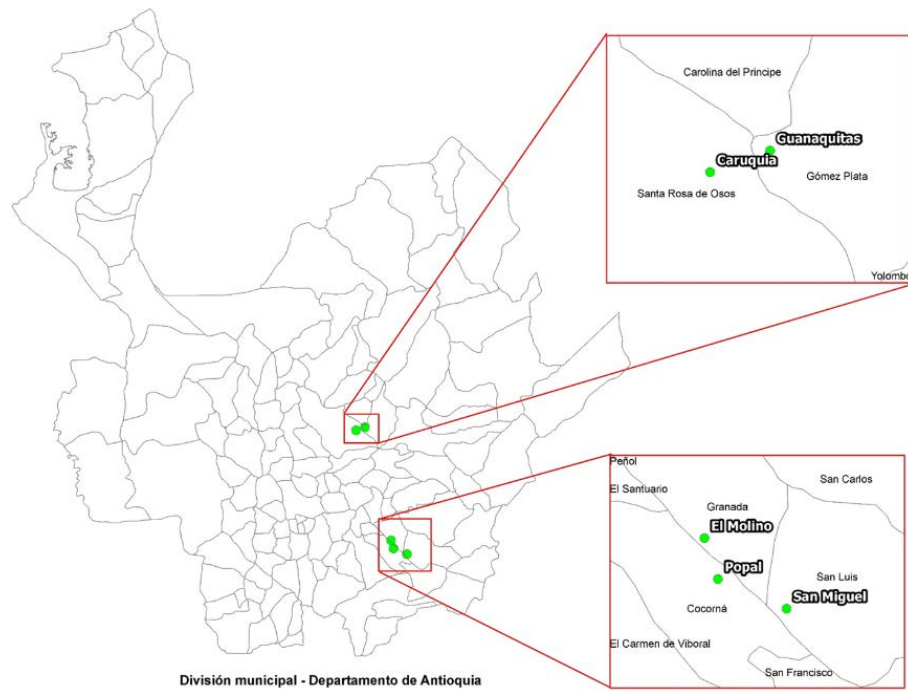 Carolina del Principe
Guanaquitas
Caruquia
Gómez Plata
Santa Rosa de Osos
Yolombo
Peñol
San Carlos
El Santuario
Granada
El Molino
Popal
San Luis
San Miguel
Cocorná
El Carmen de Viboral
San Francisco
División municipal - Departamento de Antioquia